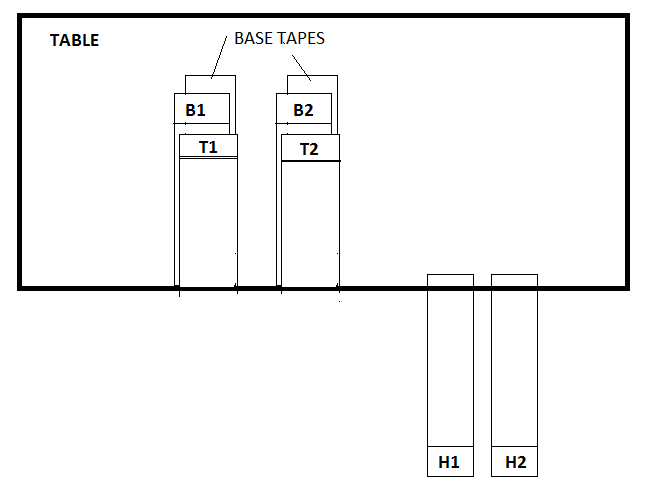 BASE TAPES
TABLE
B1
B2
T1
T2
H1
H2